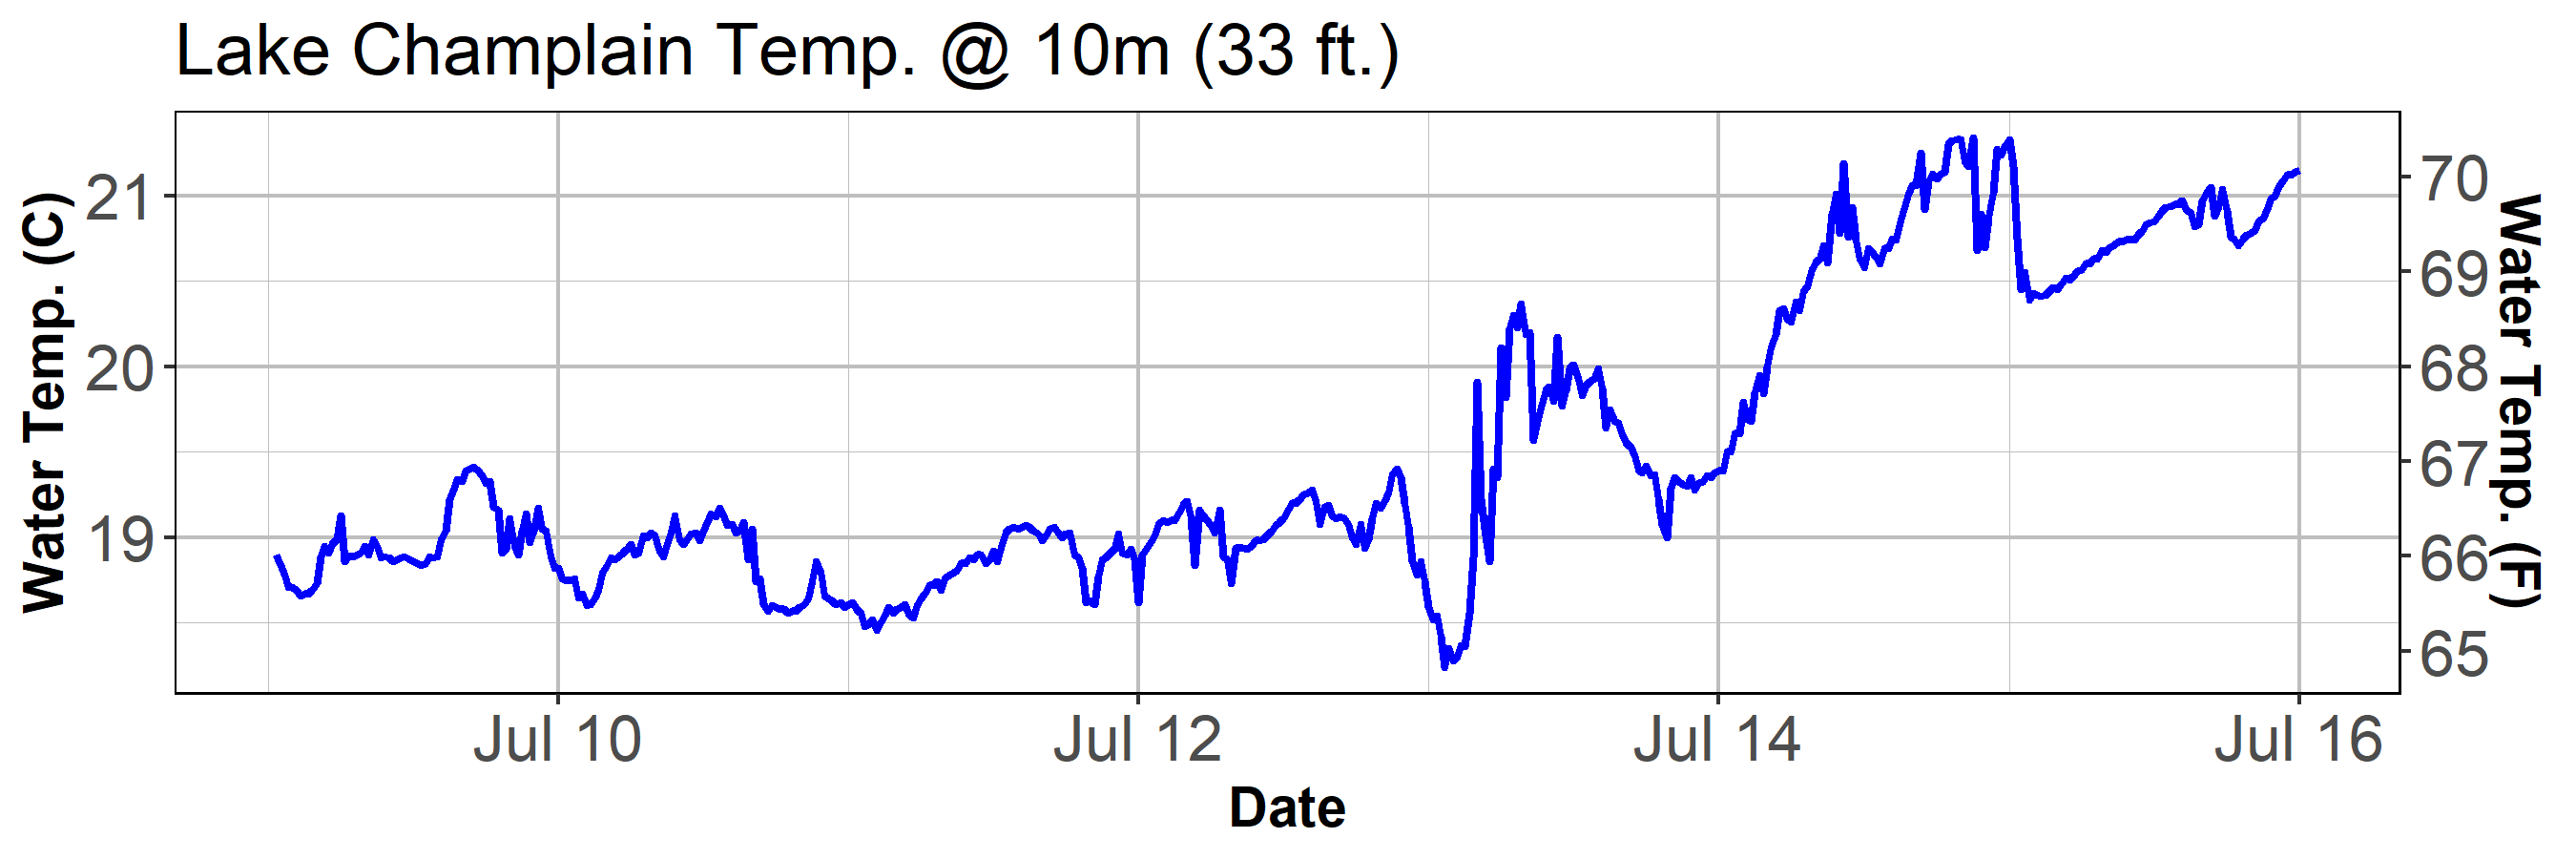 Lake Champlain Temp. @ 10m (33 ft.)
Water Temp. (C)
21
20
19
70
69
68
67
66
65
Water Temp. (F)
Jul 10
Jul 12
Jul 14
Jul 16
Date